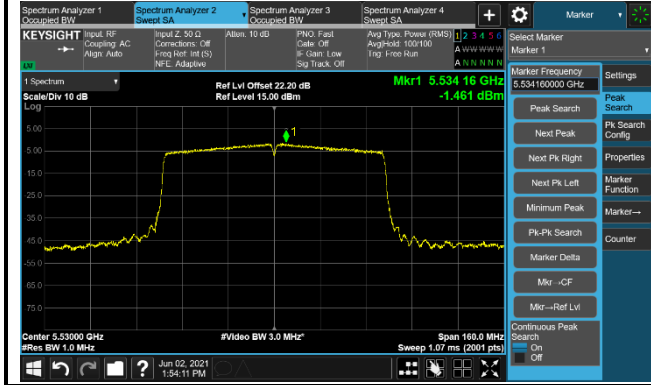 Spectrum Analyzer 1
Occupied BW
Spectrum Analyzer 2
Swept SA
Spectrum Analyzer 3
Occupied BW
Spectrum Analyzer 4
Swept SA
+
Marker
KEYSIGHT
Input: RF
Coupling: AC
Align: Auto
Input Z: 50 Ω
Corrections: Off
Freq Ref: Int (S)
NFE: Adaptive
Atten: 10 dB
PNO: Fast
Gate: Off
IF Gain: Low
Sig Track: Off
Avg Type: Power (RMS)
Avg|Hold: 100/100
Trig: Free Run
1 2 3 4 5 6
A W W W W W
A N N N N N
Select Marker
Marker 1
LXI
1 Spectrum
Scale/Div 10 dB
Log
Ref Lvl Offset 22.20 dB
Ref Level 15.00 dBm
Mkr1 5.534 16 GHz
-1.461 dBm
5.00
-5.00
-15.0
-25.0
-35.0
-45.0
-55.0
-65.0
-75.0
1
Center 5.53000 GHz
#Res BW 1.0 MHz
#Video BW 3.0 MHz*
Span 160.0 MHz
Sweep 1.07 ms (2001 pts)
Marker Frequency
5.534160000 GHz
Peak Search
Next Peak
Next Pk Right
Next Pk Left
Minimum Peak
Pk-Pk Search
Marker Delta
Mkr→CF
Mkr→Ref Lvl
Continuous Peak
Search
On
Off
Settings
Peak
Search
Pk Search
Config
Properties
Marker
Function
Marker→
Counter
?
Jun 02, 2021
1:54:11 PM